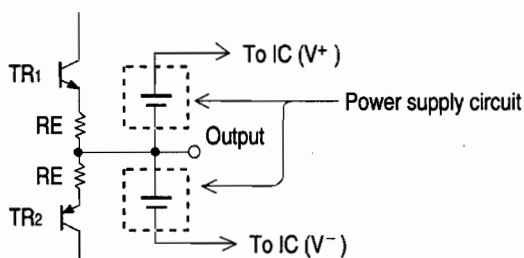 To IC (V+)
TR1
Power supply circuit
RE
Output
RE
TR2
To IC (V−)